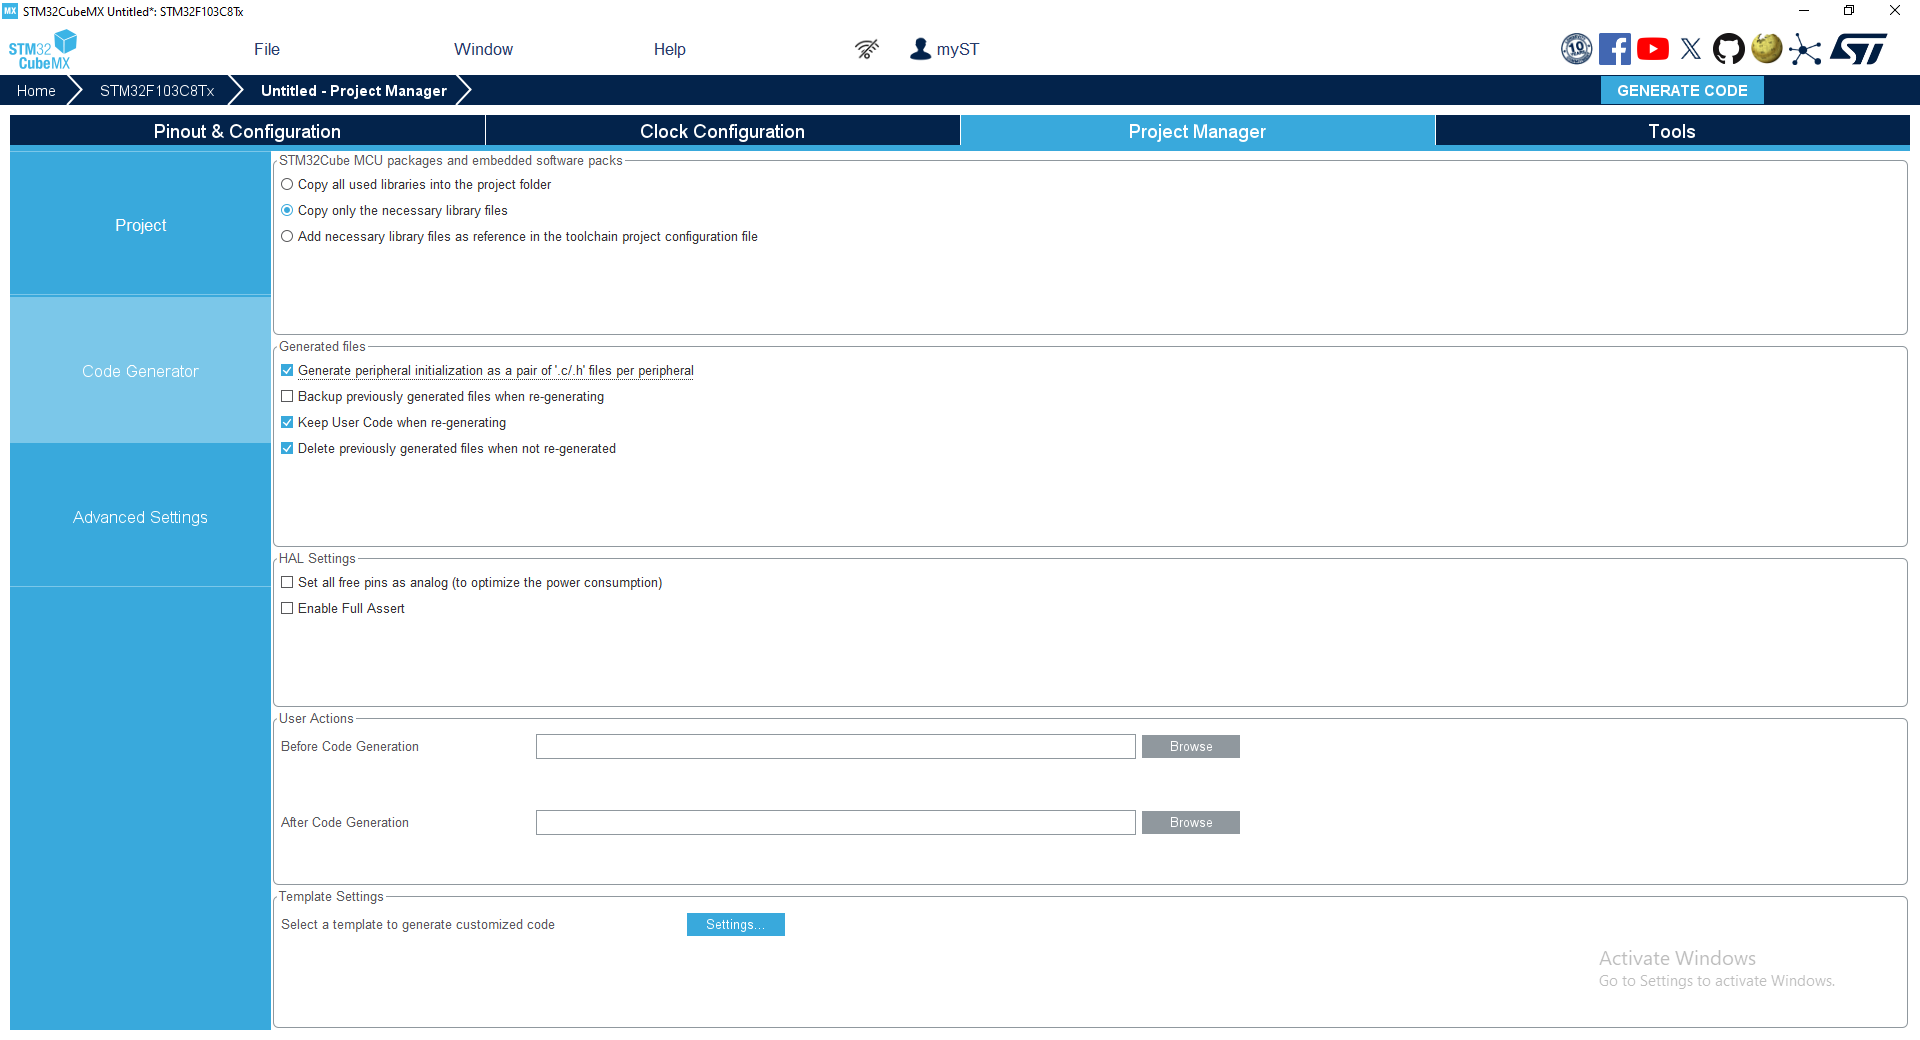 MX STM32CubeMX Untitled*: STM32F103C8Tx
STM32
CubeMX
File Window Help myST
10
Home STM32F103C8Tx Untitled - Project Manager GENERATE CODE
Pinout & Configuration Clock Configuration Project Manager Tools
Project
Code Generator
Advanced Settings
STM32Cube MCU packages and embedded software packs
Copy all used libraries into the project folder
Copy only the necessary library files
Add necessary library files as reference in the toolchain project configuration file
Generated files
Generate peripheral initialization as a pair of '.c/.h' files per peripheral
Backup previously generated files when re-generating
Keep User Code when re-generating
Delete previously generated files when not re-generated
HAL Settings
Set all free pins as analog (to optimize the power consumption)
Enable Full Assert
User Actions
Before Code Generation Browse
After Code Generation Browse
Template Settings
Select a template to generate customized code Settings...
Activate Windows
Go to Settings to activate Windows.